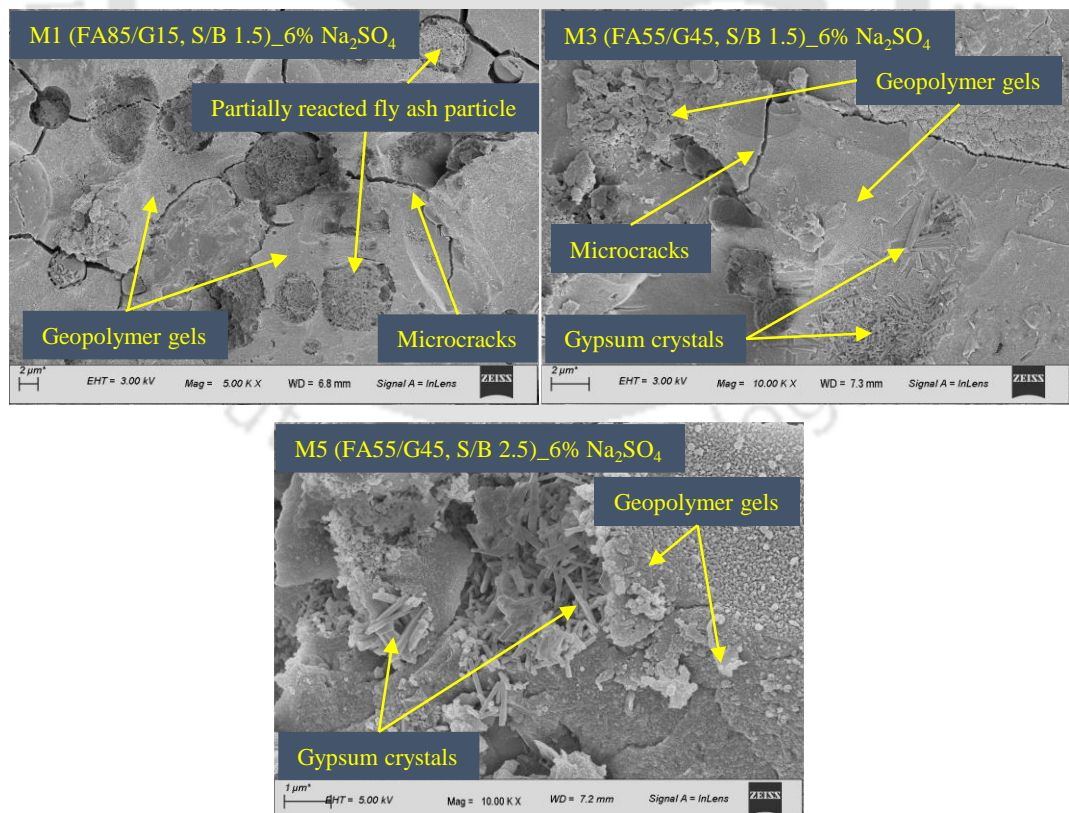 M1 (FA85/G15, S/B 1.5)_6% Na₂SO₄
Partially reacted fly ash particle
Geopolymer gels
Microcracks
2 µm*
EHT = 3.00 kV
Mag = 5.00 K X
WD = 6.8 mm
Signal A = InLens
ZEISS
M3 (FA55/G45, S/B 1.5)_6% Na₂SO₄
Geopolymer gels
Microcracks
Gypsum crystals
2 µm*
EHT = 3.00 kV
Mag = 10.00 K X
WD = 7.3 mm
Signal A = InLens
ZEISS
M5 (FA55/G45, S/B 2.5)_6% Na₂SO₄
Geopolymer gels
Gypsum crystals
1 µm*
EHT = 5.00 kV
Mag = 10.00 K X
WD = 7.2 mm
Signal A = InLens
ZEISS